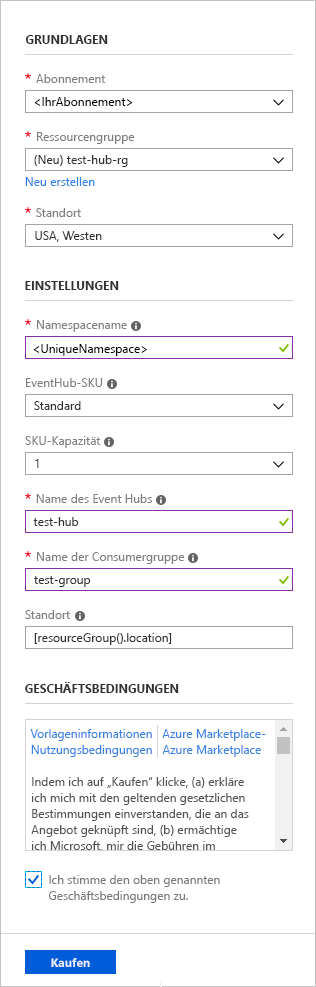 GRUNDLAGEN
* Abonnement
<IhrAbonnement>
* Ressourcengruppe
(Neu) test-hub-rg
Neu erstellen
* Standort
USA, Westen
EINSTELLUNGEN
* Namespacename
<UniqueNamespace>
EventHub-SKU
Standard
SKU-Kapazität
1
* Name des Event Hubs
test-hub
* Name der Consumergruppe
test-group
Standort
[resourceGroup().location]
GESCHÄFTSBEDINGUNGEN
Vorlageninformationen | Azure Marketplace-
Nutzungsbedingungen | Azure Marketplace
Indem ich auf „Kaufen“ klicke, (a) erkläre
ich mich mit den geltenden gesetzlichen
Bestimmungen einverstanden, die an das
Angebot geknüpft sind, (b) ermächtige
ich Microsoft, mir die Gebühren im
Ich stimme den oben genannten
Geschäftsbedingungen zu.
Kaufen